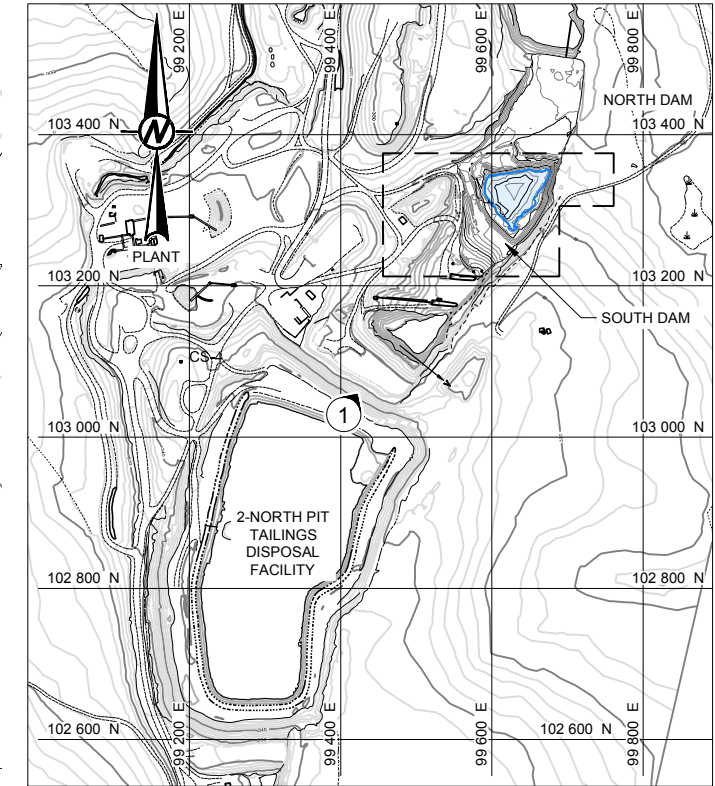 99 200 E
99 400 E
99 600 E
99 800 E
NORTH DAM
103 400 N
103 400 N
N
PLANT
103 200 N
103 200 N
SOUTH DAM
CS-4
1
103 000 N
103 000 N
2-NORTH PIT
TAILINGS
DISPOSAL
FACILITY
102 800 N
102 800 N
102 600 N
102 600 N
99 200 E
99 400 E
99 600 E
99 800 E